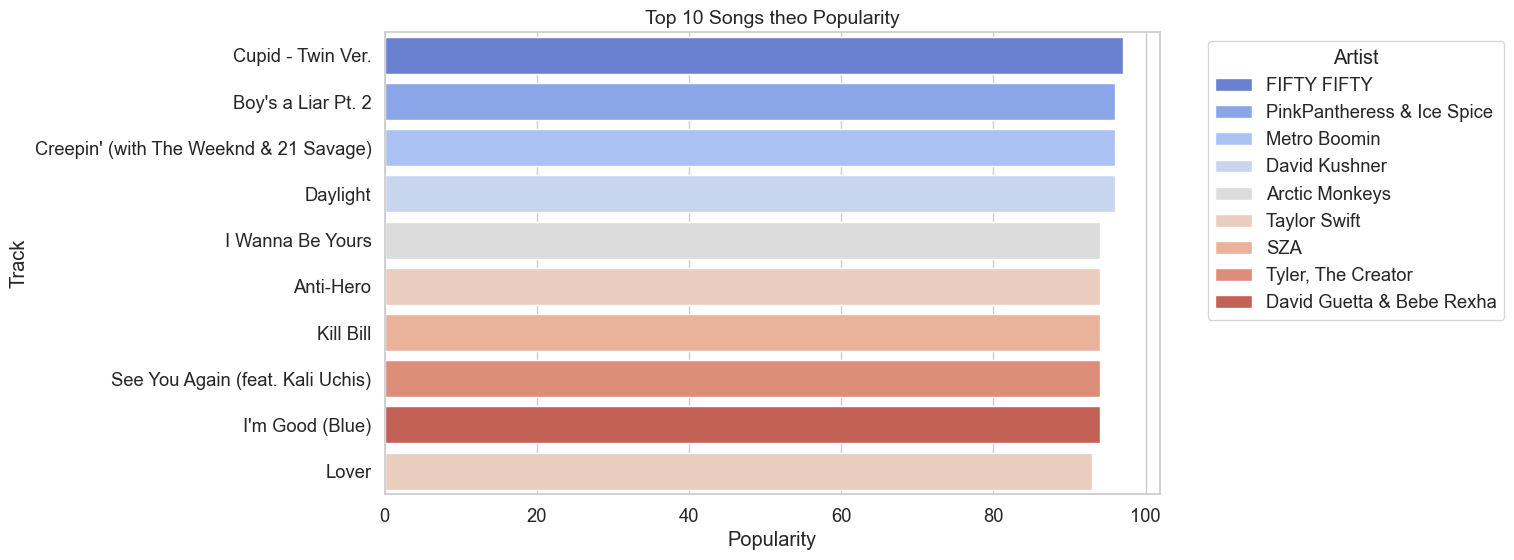 Top 10 Songs theo Popularity
Track
Cupid - Twin Ver.
Boy's a Liar Pt. 2
Creepin' (with The Weeknd & 21 Savage)
Daylight
I Wanna Be Yours
Anti-Hero
Kill Bill
See You Again (feat. Kali Uchis)
I'm Good (Blue)
Lover
0 20 40 60 80 100
Popularity
Artist
FIFTY FIFTY
PinkPantheress & Ice Spice
Metro Boomin
David Kushner
Arctic Monkeys
Taylor Swift
SZA
Tyler, The Creator
David Guetta & Bebe Rexha